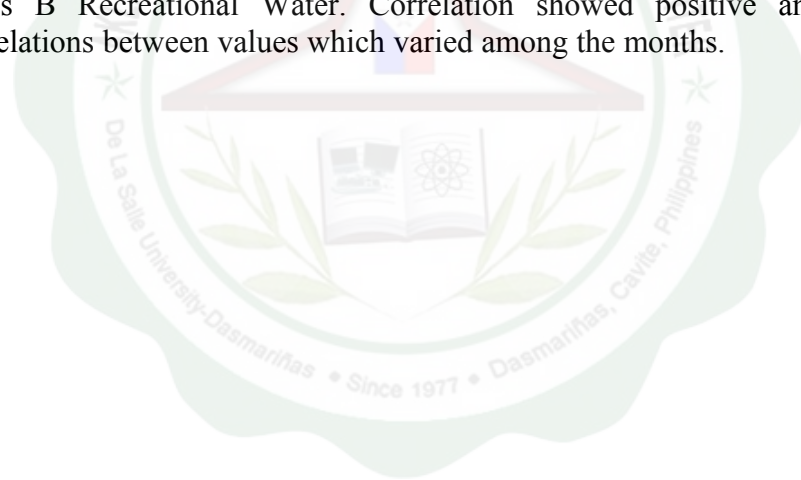 s B Recreational Water. Correlation showed positive an
elations between values which varied among the months.
De La Salle University-Dasmariñas • Since 1977 • Dasmariñas, Cavite, Philippines